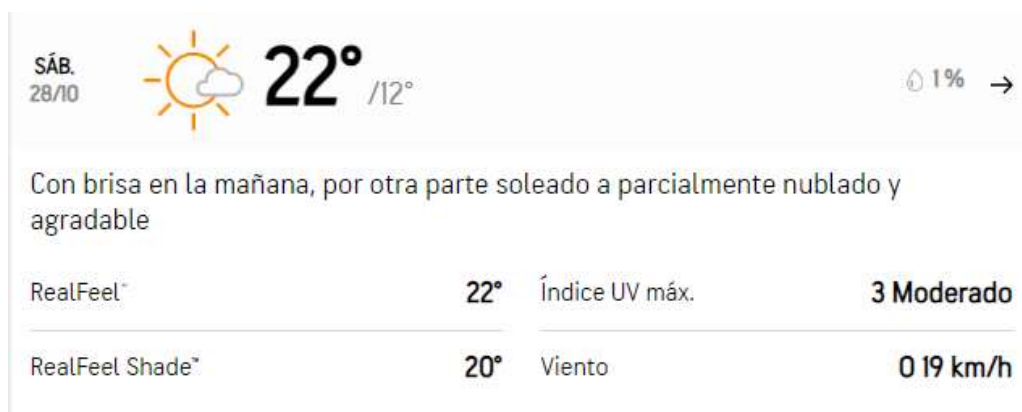 SÁB.
28/10
22° /12°
1% →
Con brisa en la mañana, por otra parte soleado a parcialmente nublado y
agradable
RealFeel® 22°
Índice UV máx. 3 Moderado
RealFeel Shade™ 20°
Viento O 19 km/h